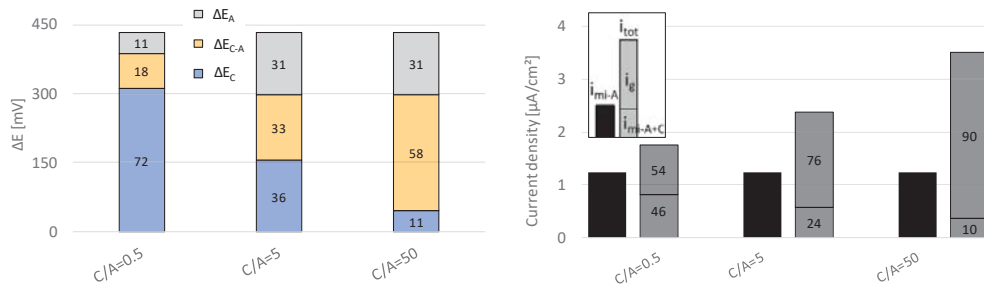 450
300
150
0
ΔE [mV]
ΔE_A
ΔE_C-A
ΔE_C
11
18
72
31
33
36
31
58
11
C/A=0.5
C/A=5
C/A=50
4
3
2
1
0
Current density [µA/cm²]
i_tot
i_mi-A
i_g
i_mi-A+C
54
46
76
24
90
10
C/A=0.5
C/A=5
C/A=50